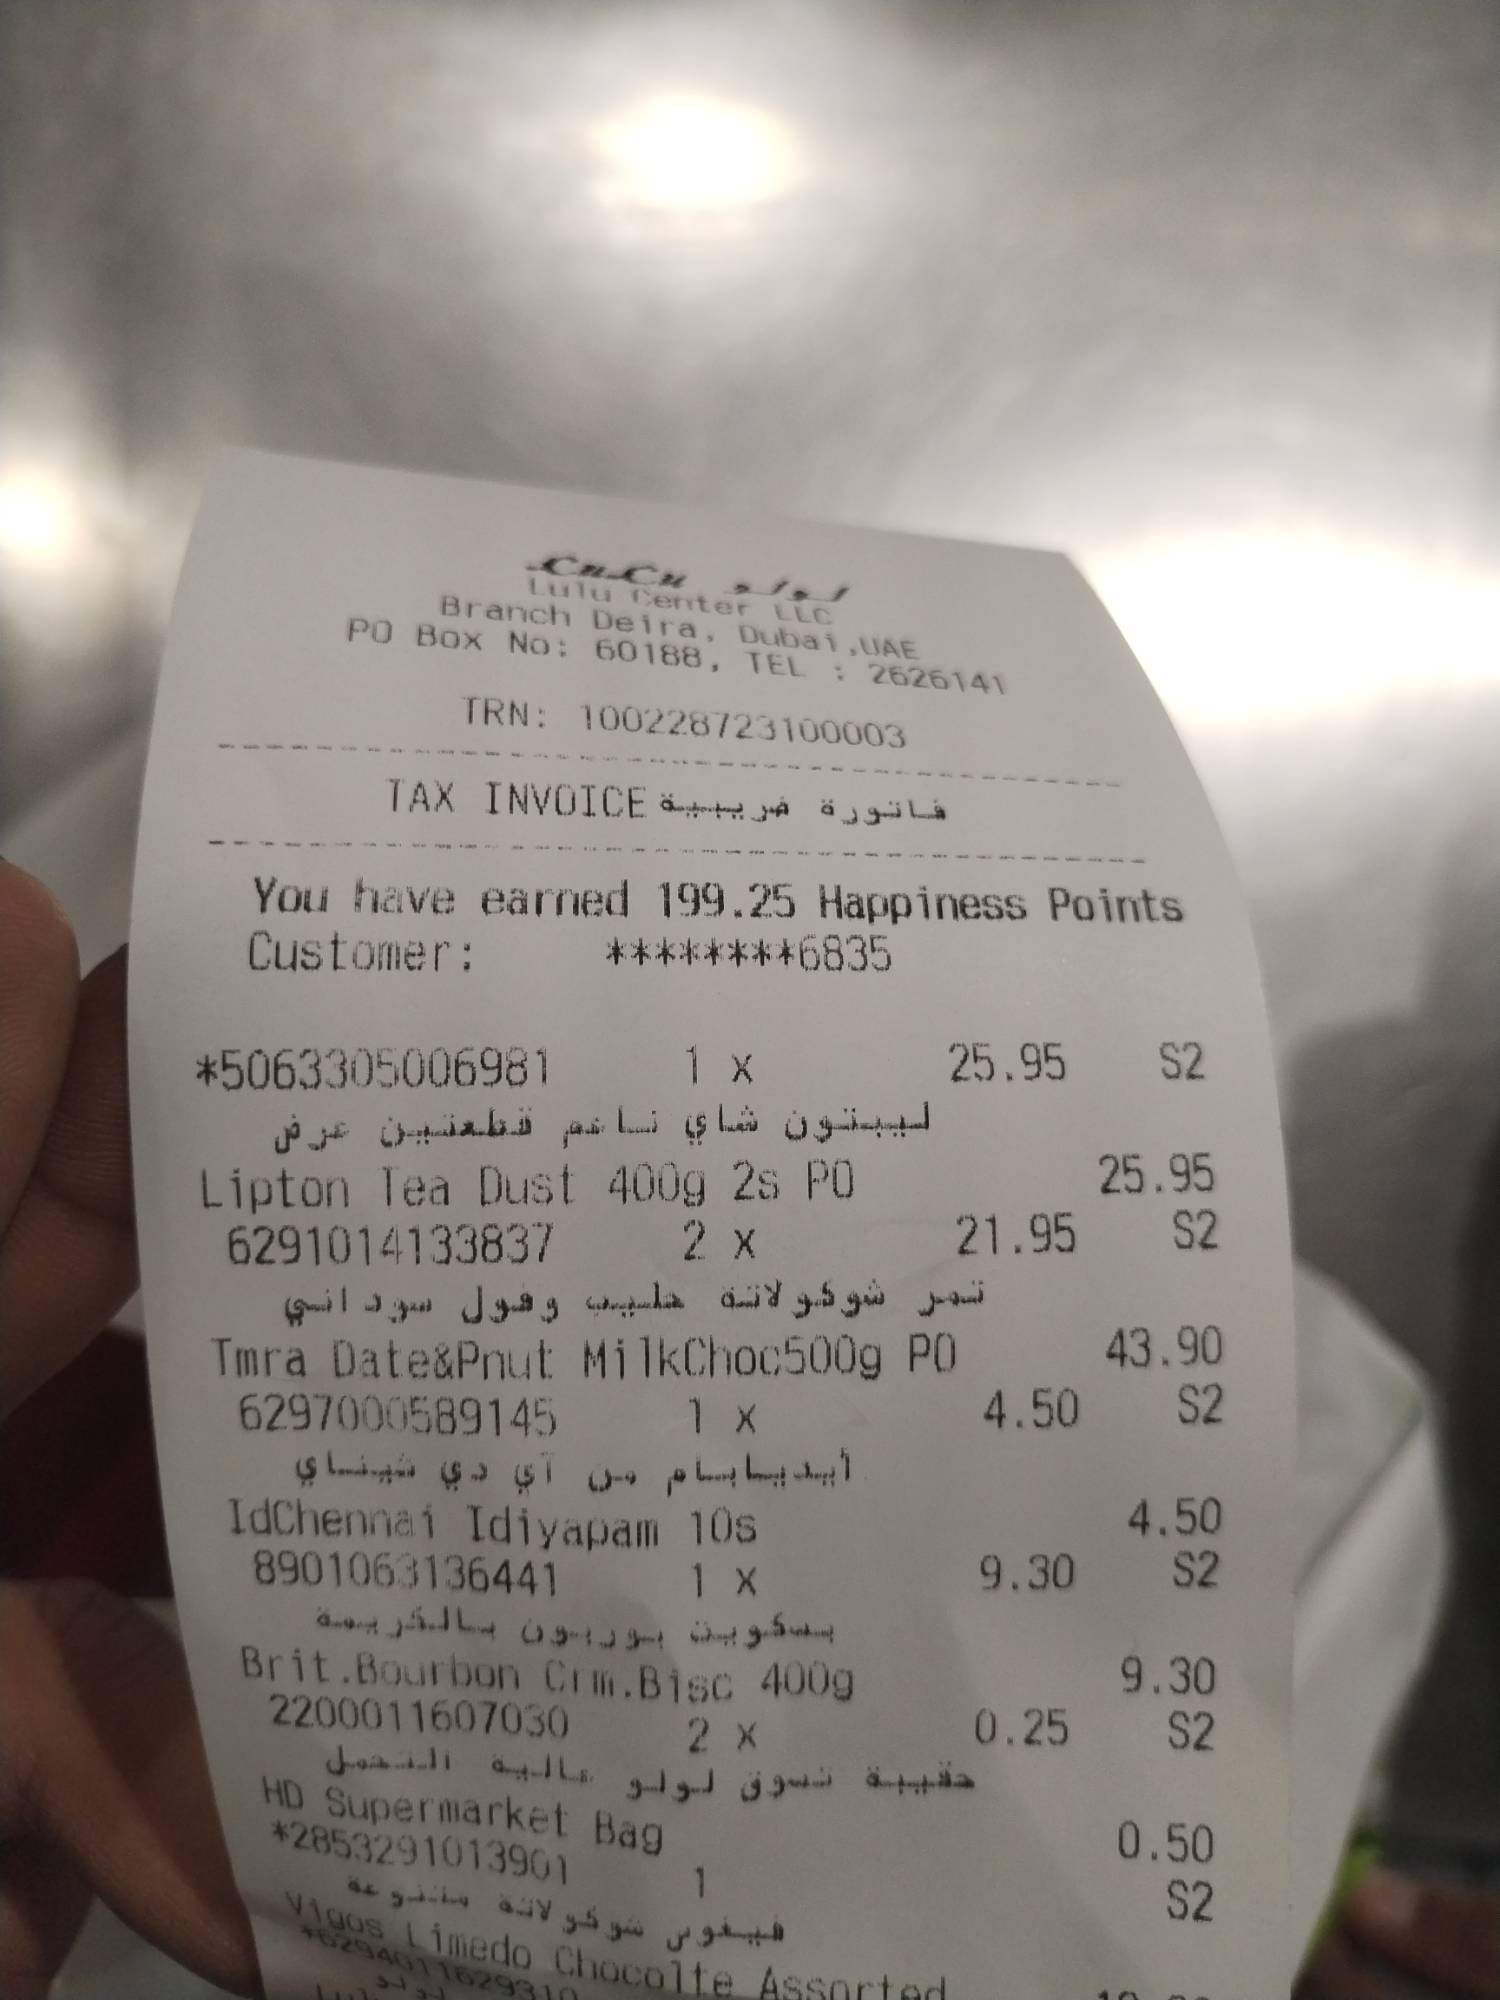 LuLu لولو
Lulu Center LLC
Branch Deira, Dubai,UAE
PO Box No: 60188, TEL : 2626141
TRN: 100228723100003
TAX INVOICE فاتورة ضريبية
You have earned 199.25 Happiness Points
Customer: ********6835
*5063305006981 1 x 25.95 S2
ليبتون شاي ناعم قطعتين عرض
Lipton Tea Dust 400g 2s PO 25.95
6291014133837 2 x 21.95 S2
تمر شوكولاتة حليب وفول سوداني
Tmra Date&Pnut MilkChoc500g PO 43.90
6297000589145 1 x 4.50 S2
أيديابام من آي دي شيناي
IdChennai Idiyapam 10s 4.50
8901063136441 1 x 9.30 S2
بسكويت بوربون بالكريمة
Brit.Bourbon Crm.Bisc 400g 9.30
2200011607030 2 x 0.25 S2
حقيبة تسوق لولو عالية التحمل
HD Supermarket Bag 0.50
*2853291013901 1 S2
فيغوس شوكولاتة متنوعة
Vigos Limedo Chocolte Assorted
*6294011629310